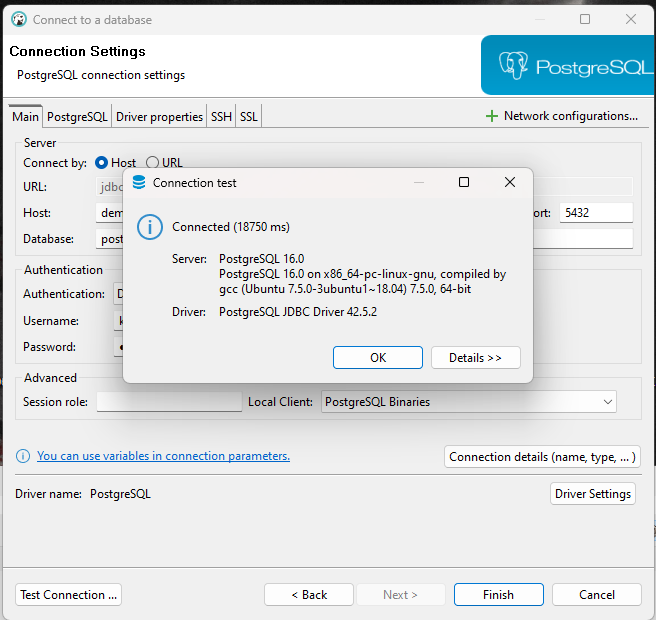 Connect to a database
Connection Settings
PostgreSQL connection settings
PostgreSQL
Main PostgreSQL Driver properties SSH SSL
Network configurations...
Server
Connect by: Host URL
URL:
Host: 5432
Database:
Connection test
Connected (18750 ms)
Server: PostgreSQL 16.0
PostgreSQL 16.0 on x86_64-pc-linux-gnu, compiled by
gcc (Ubuntu 7.5.0-3ubuntu1~18.04) 7.5.0, 64-bit
Driver: PostgreSQL JDBC Driver 42.5.2
OK Details >>
Authentication
Authentication:
Username:
Password:
Advanced
Session role: Local Client: PostgreSQL Binaries
You can use variables in connection parameters.
Connection details (name, type, ... )
Driver name: PostgreSQL
Driver Settings
Test Connection ... < Back Next > Finish Cancel